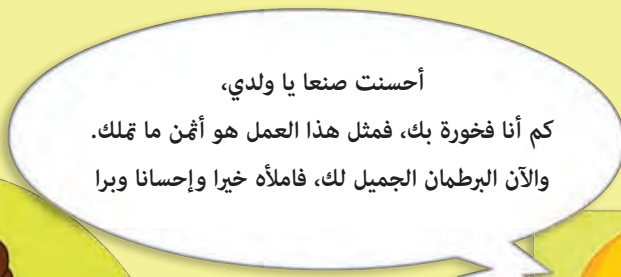 أحسنت صنعا يا ولدي،
كم أنا فخورة بك، فمثل هذا العمل هو أثمن ما تملك.
والآن البرطمان الجميل لك، فاملأه خيرا وإحسانا وبرا